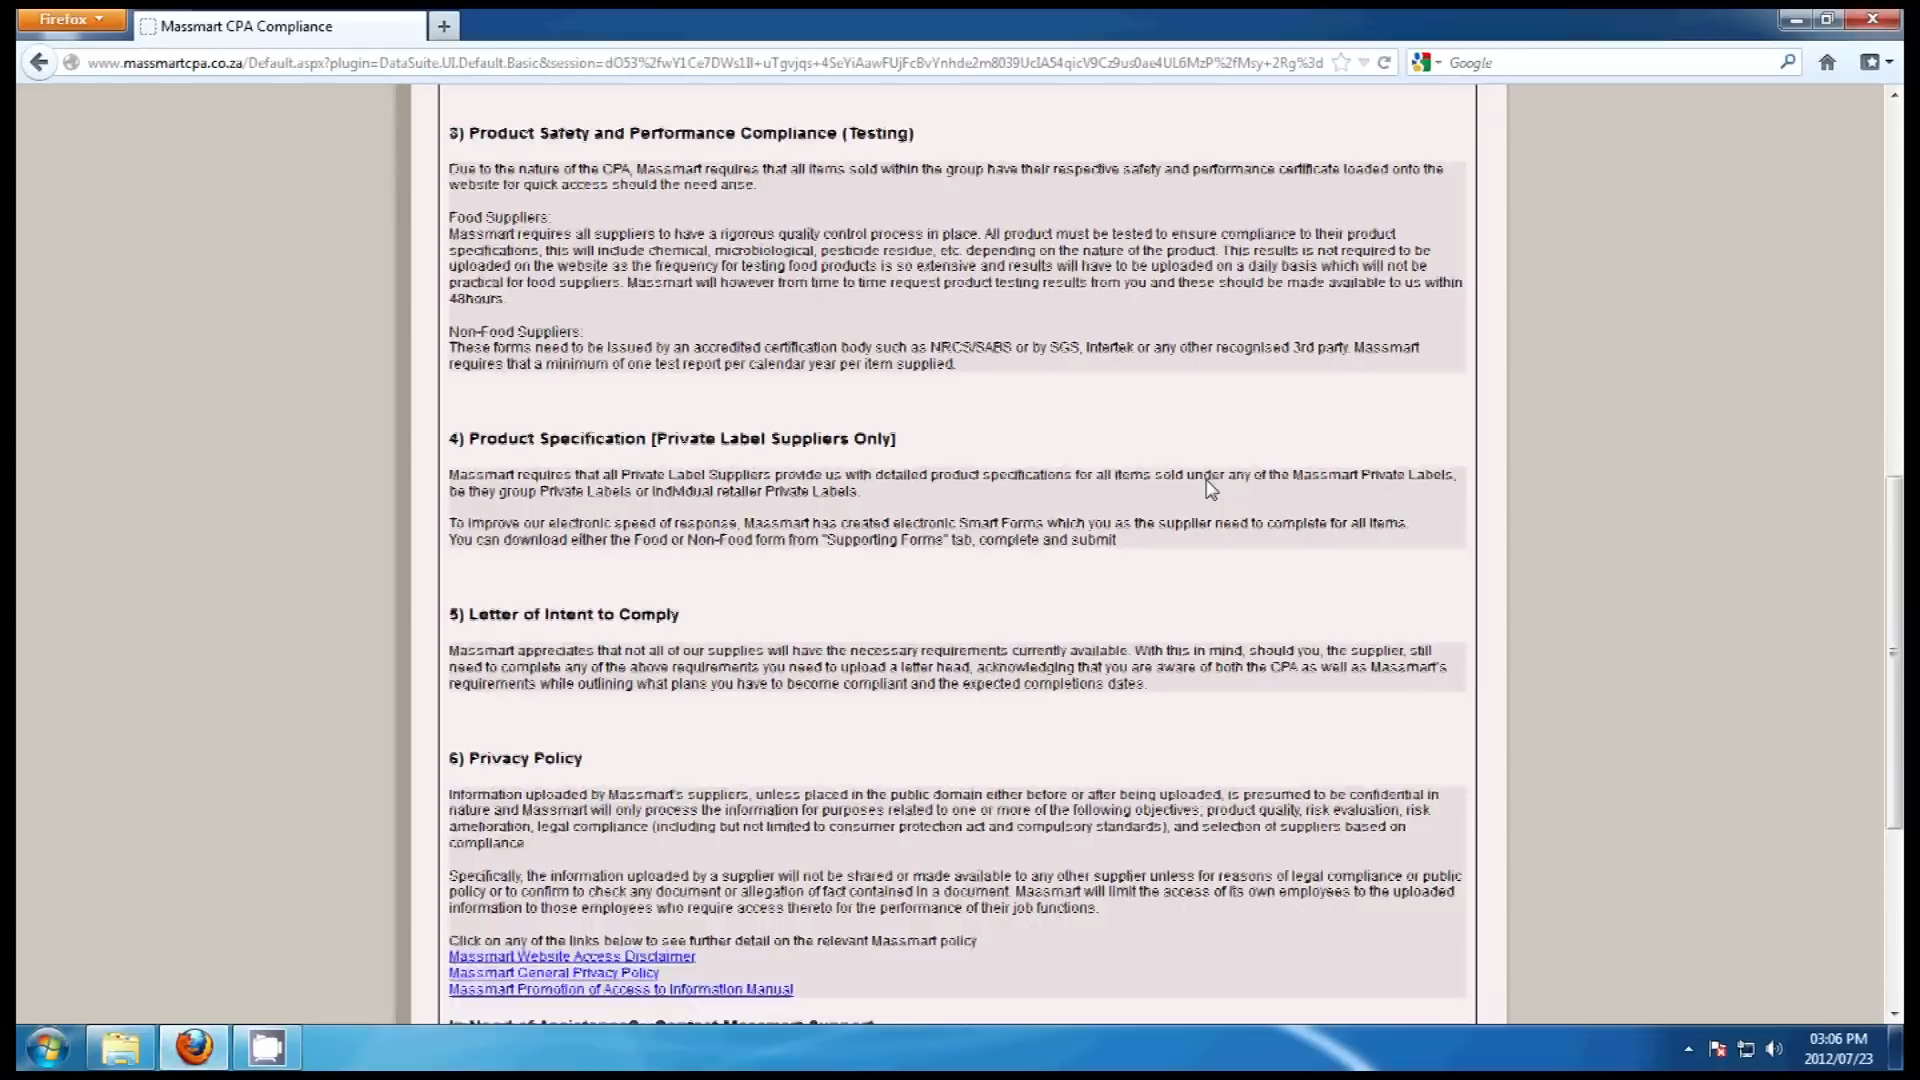 Firefox
Massmart CPA Compliance
www.massmartcpa.co.za/Default.aspx?plugin=DataSuite.UI.Default.Basic&session=
Google
3) Product Safety and Performance Compliance (Testing)
Due to the nature of the CPA, Massmart requires that all items sold within the group have their respective safety and performance certificate loaded onto the
website for quick access should the need arise.
Food Suppliers:
Massmart requires all suppliers to have a rigorous quality control process in place. All product must be tested to ensure compliance to their product
specifications, this will include chemical, microbiological, pesticide residue, etc. depending on the nature of the product. This results is not required to be
uploaded on the website as the frequency for testing food products is so extensive and results will have to be uploaded on a daily basis which will not be
practical for food suppliers. Massmart will however from time to time request product testing results from you and these should be made available to us within
48hours.
Non-Food Suppliers:
These forms need to be issued by an accredited certification body such as NRCS/SABS or by SGS, Intertek or any other recognised 3rd party. Massmart
requires that a minimum of one test report per calendar year per item supplied.
4) Product Specification [Private Label Suppliers Only]
Massmart requires that all Private Label Suppliers provide us with detailed product specifications for all items sold under any of the Massmart Private Labels,
be they group Private Labels or individual retailer Private Labels.
To improve our electronic speed of response, Massmart has created electronic Smart Forms which you as the supplier need to complete for all items.
You can download either the Food or Non-Food form from "Supporting Forms" tab, complete and submit
5) Letter of Intent to Comply
Massmart appreciates that not all of our supplies will have the necessary requirements currently available. With this in mind, should you, the supplier, still
need to complete any of the above requirements you need to upload a letter head, acknowledging that you are aware of both the CPA as well as Massmart's
requirements while outlining what plans you have to become compliant and the expected completions dates.
6) Privacy Policy
Information uploaded by Massmart's suppliers, unless placed in the public domain either before or after being uploaded, is presumed to be confidential in
nature and Massmart will only process the information for purposes related to one or more of the following objectives; product quality, risk evaluation, risk
amelioration, legal compliance (including but not limited to consumer protection act and compulsory standards), and selection of suppliers based on
compliance
Specifically, the information uploaded by a supplier will not be shared or made available to any other supplier unless for reasons of legal compliance or public
policy or to confirm to check any document or allegation of fact contained in a document. Massmart will limit the access of its own employees to the uploaded
information to those employees who require access thereto for the performance of their job functions.
Click on any of the links below to see further detail on the relevant Massmart policy
Massmart Website Access Disclaimer
Massmart General Privacy Policy
Massmart Promotion of Access to Information Manual
03:06 PM
2012/07/23